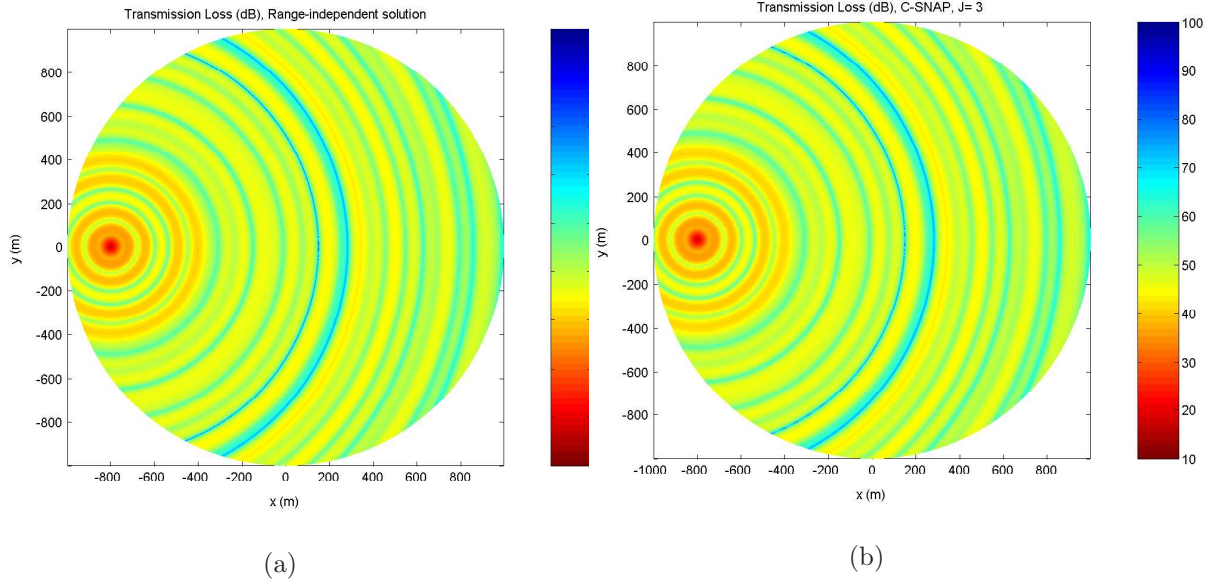 Transmission Loss (dB), Range-independent solution
800
600
400
200
0
-200
-400
-600
-800
y (m)
-800 -600 -400 -200 0 200 400 600 800
x (m)
(a)
Transmission Loss (dB), C-SNAP, J= 3
800
600
400
200
0
-200
-400
-600
-800
-1000
y (m)
-1000 -800 -600 -400 -200 0 200 400 600 800
x (m)
100
90
80
70
60
50
40
30
20
10
(b)